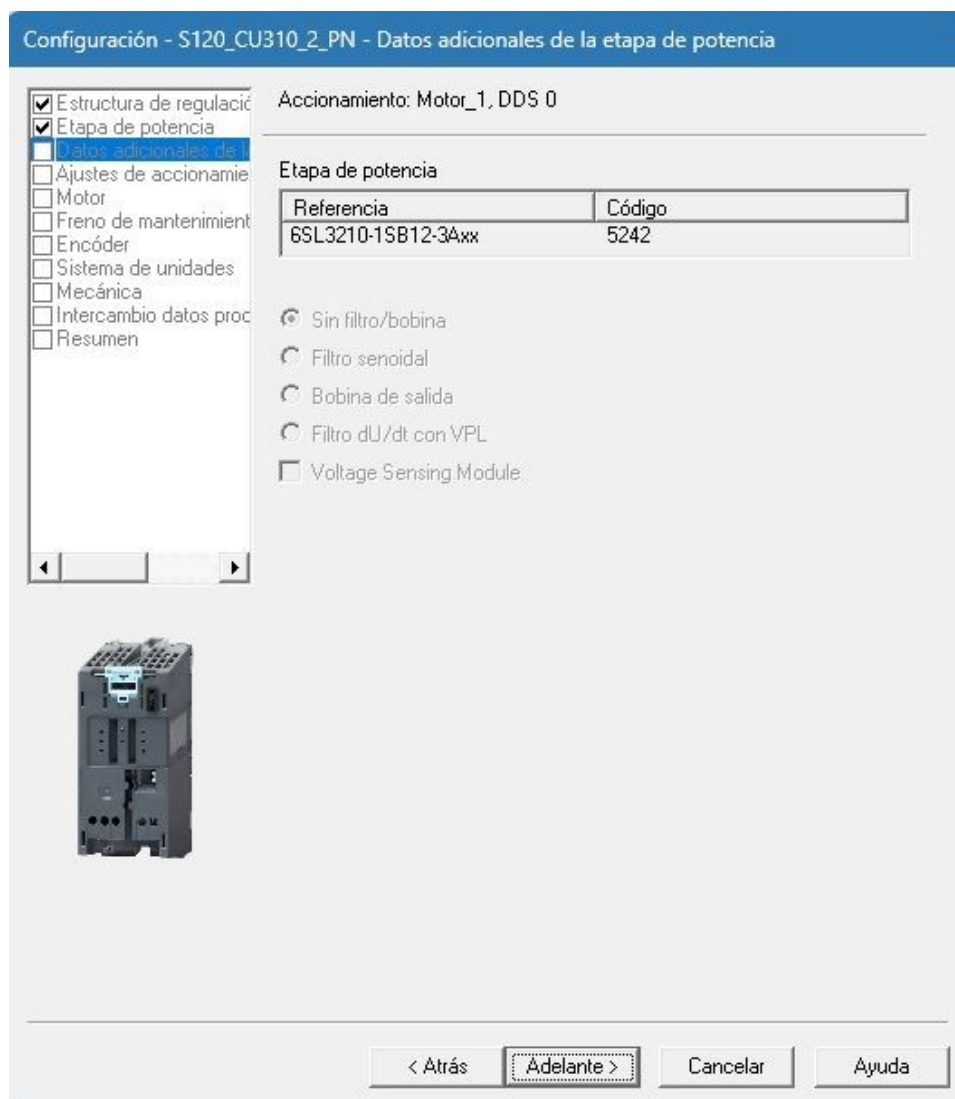 Configuración - S120_CU310_2_PN - Datos adicionales de la etapa de potencia
Estructura de regulació
Etapa de potencia
Datos adicionales de l
Ajustes de accionamie
Motor
Freno de mantenimient
Encóder
Sistema de unidades
Mecánica
Intercambio datos proc
Resumen
Accionamiento: Motor_1, DDS 0
Etapa de potencia
Referencia Código
6SL3210-1SB12-3Axx 5242
Sin filtro/bobina
Filtro senoidal
Bobina de salida
Filtro dU/dt con VPL
Voltage Sensing Module
< Atrás Adelante > Cancelar Ayuda